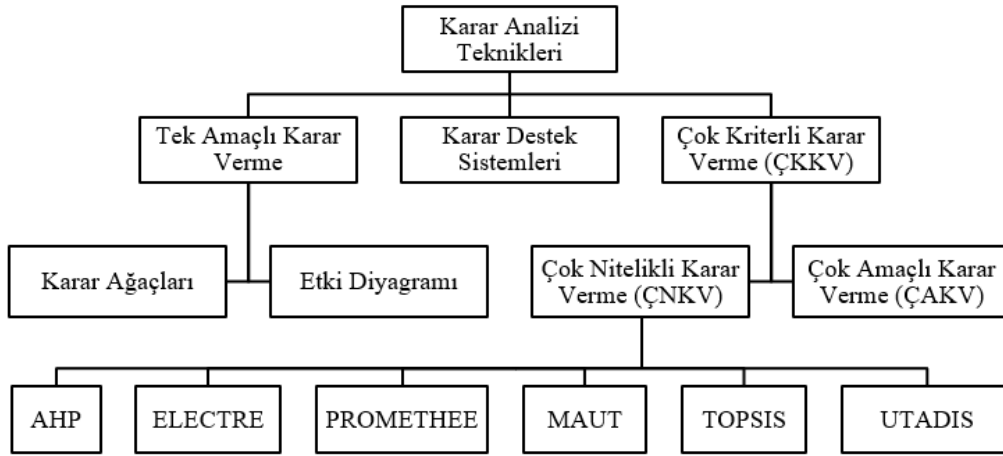 Karar Analizi
Teknikleri
Tek Amaçlı Karar
Verme
Karar Destek
Sistemleri
Çok Kriterli Karar
Verme (ÇKKV)
Karar Ağaçları
Etki Diyagramı
Çok Nitelikli Karar
Verme (ÇNKV)
Çok Amaçlı Karar
Verme (ÇAKV)
AHP
ELECTRE
PROMETHEE
MAUT
TOPSIS
UTADIS